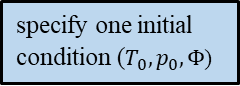 specify one initial
condition (T₀, p₀, Φ)